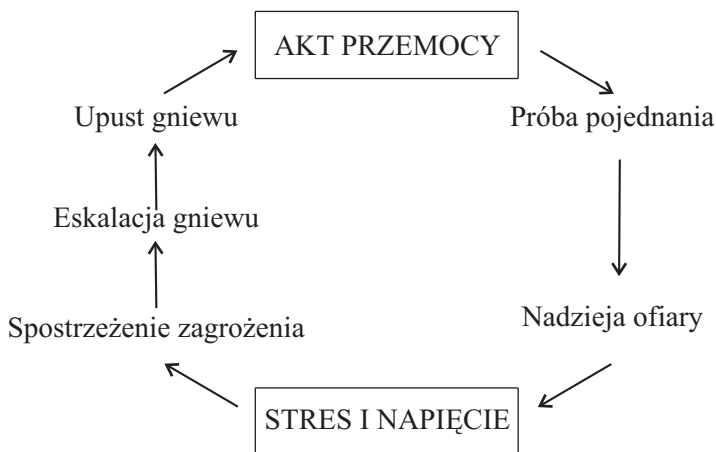 AKT PRZEMOCY
Upust gniewu
Próba pojednania
Eskalacja gniewu
Spostrzeżenie zagrożenia
Nadzieja ofiary
STRES I NAPIĘCIE